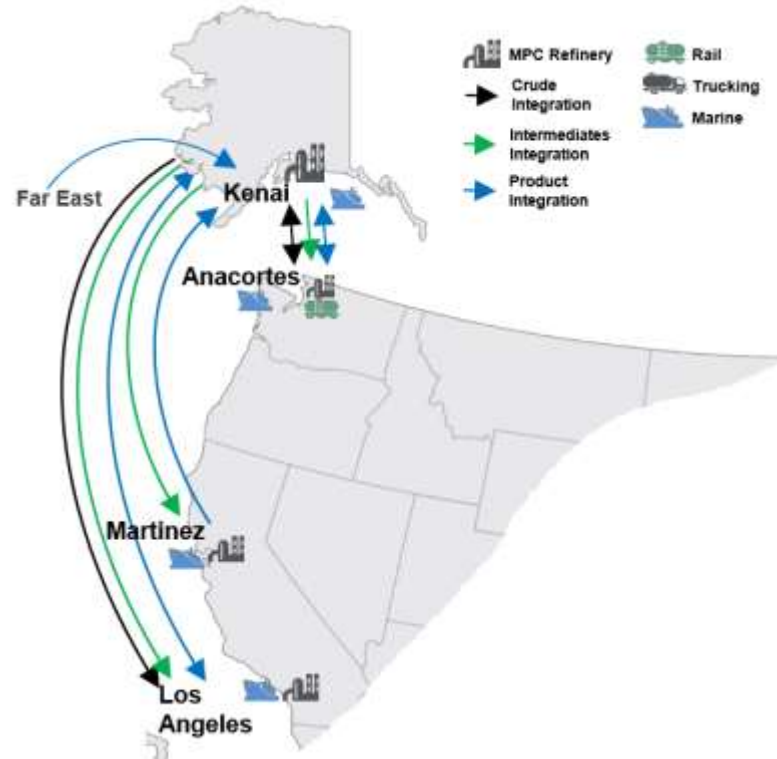 MPC Refinery
Rail
Crude
Integration
Trucking
Marine
Intermediates
Integration
Product
Integration
Far East
Kenai
Anacortes
Martinez
Los
Angeles